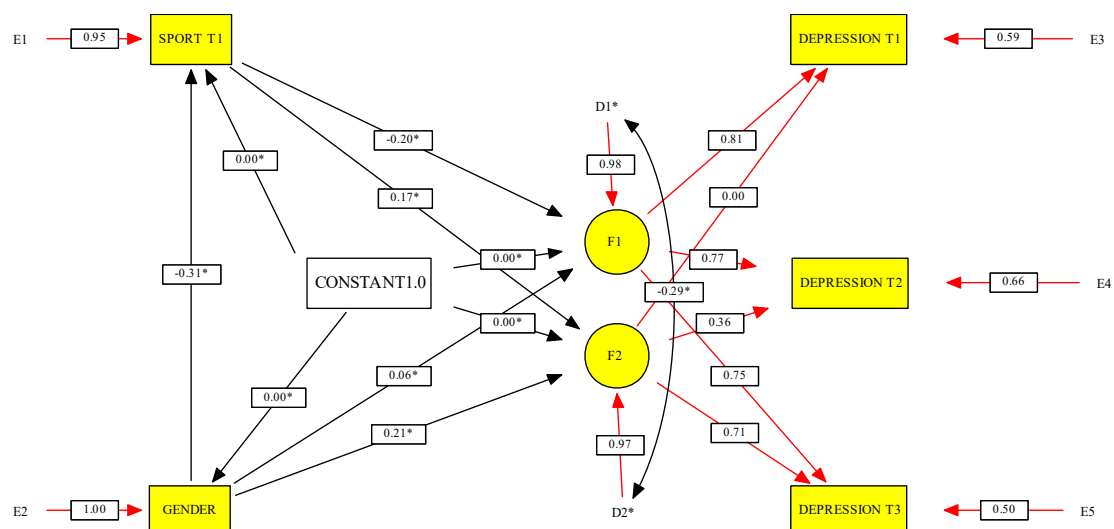 E1
0.95
SPORT T1
DEPRESSION T1
0.59
E3
D1*
-0.20*
0.81
0.00*
0.98
0.17*
0.00
F1
0.00*
0.77
-0.31*
CONSTANT1.0
-0.29*
DEPRESSION T2
0.66
E4
0.00*
0.36
F2
0.06*
0.75
0.00*
0.21*
0.71
0.97
E2
1.00
GENDER
D2*
DEPRESSION T3
0.50
E5